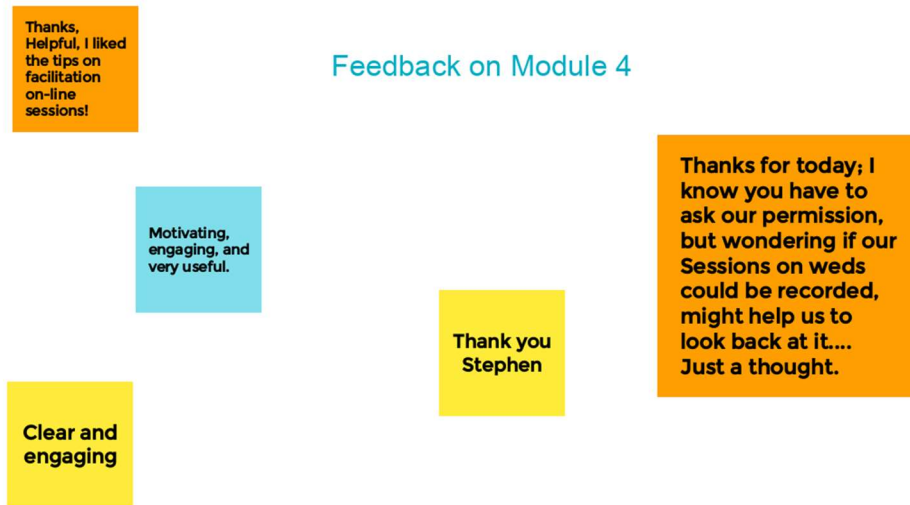 Feedback on Module 4
Thanks,
Helpful, I liked
the tips on
facilitation
on-line
sessions!
Motivating,
engaging, and
very useful.
Clear and
engaging
Thank you
Stephen
Thanks for today; I
know you have to
ask our permission,
but wondering if our
Sessions on weds
could be recorded,
might help us to
look back at it....
Just a thought.